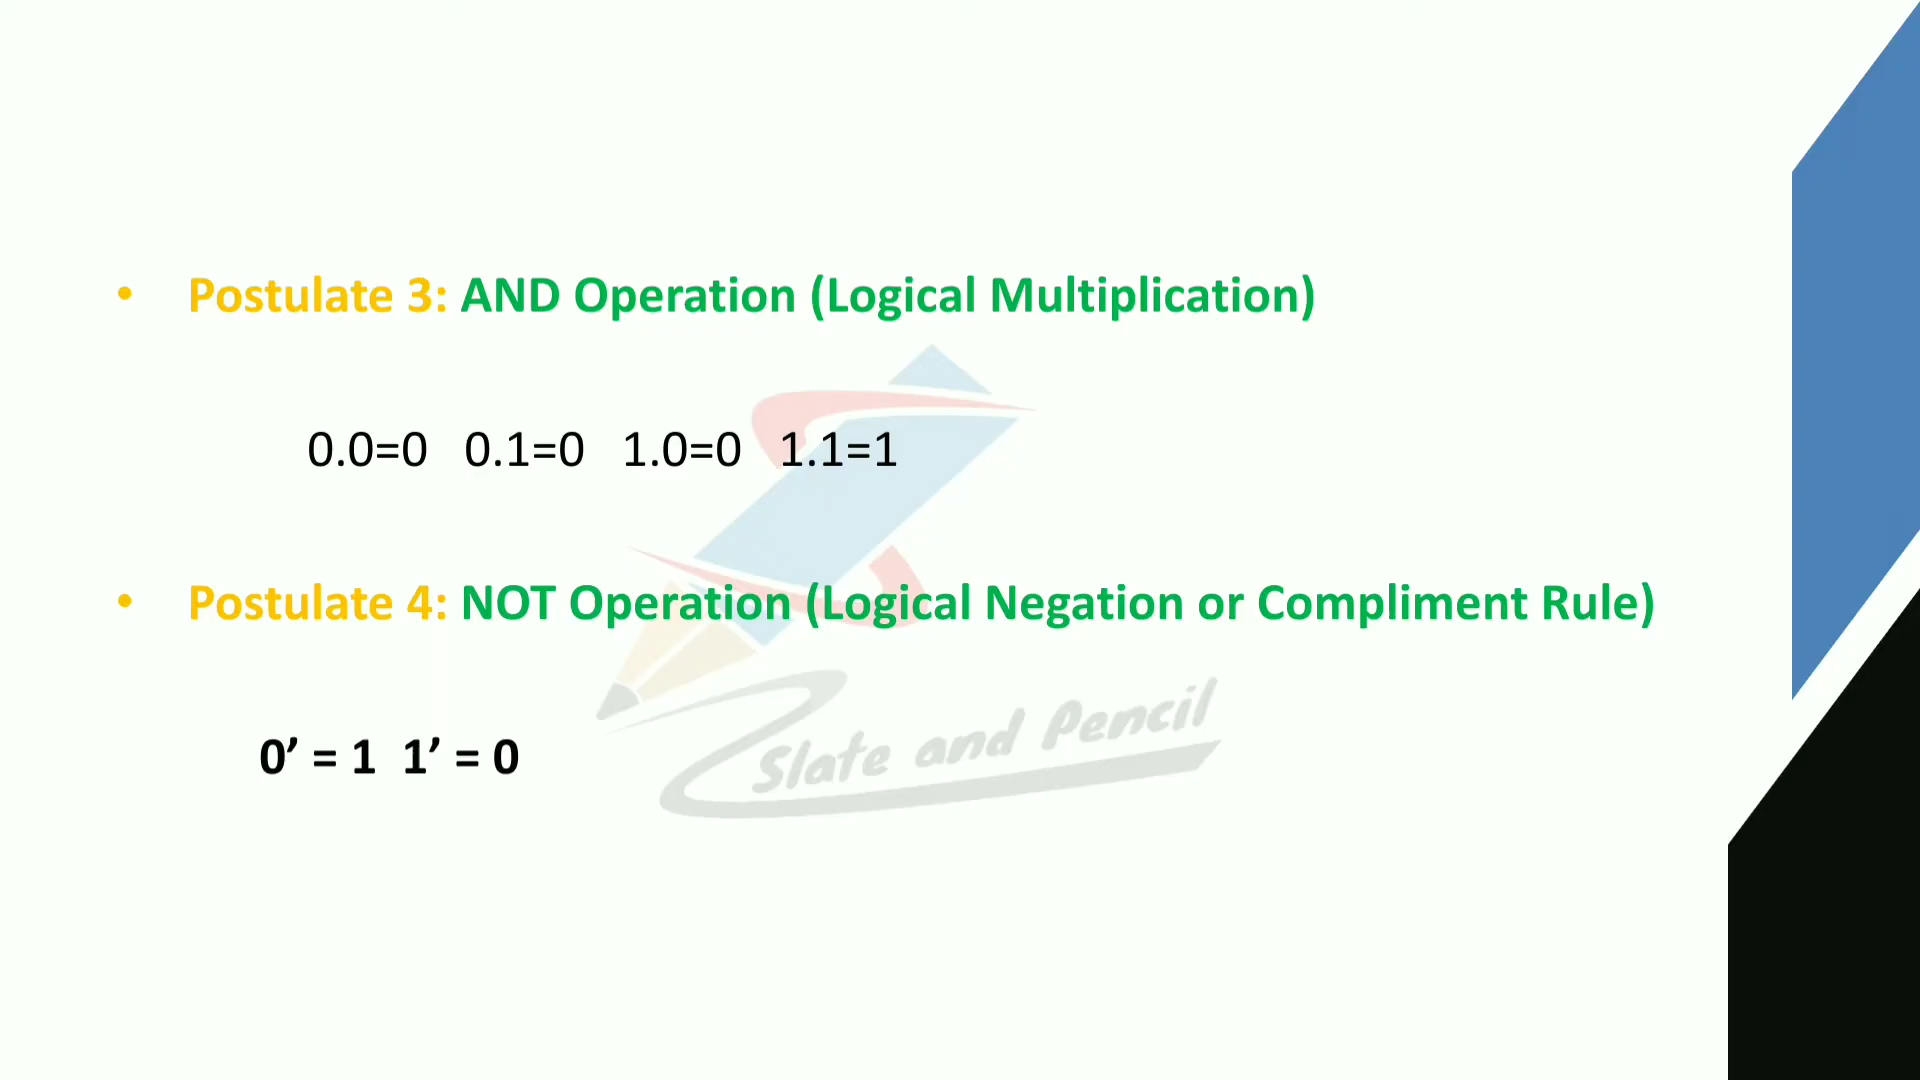 • Postulate 3: AND Operation (Logical Multiplication)
0.0=0 0.1=0 1.0=0 1.1=1
• Postulate 4: NOT Operation (Logical Negation or Compliment Rule)
0’ = 1 1’ = 0
Slate and Pencil